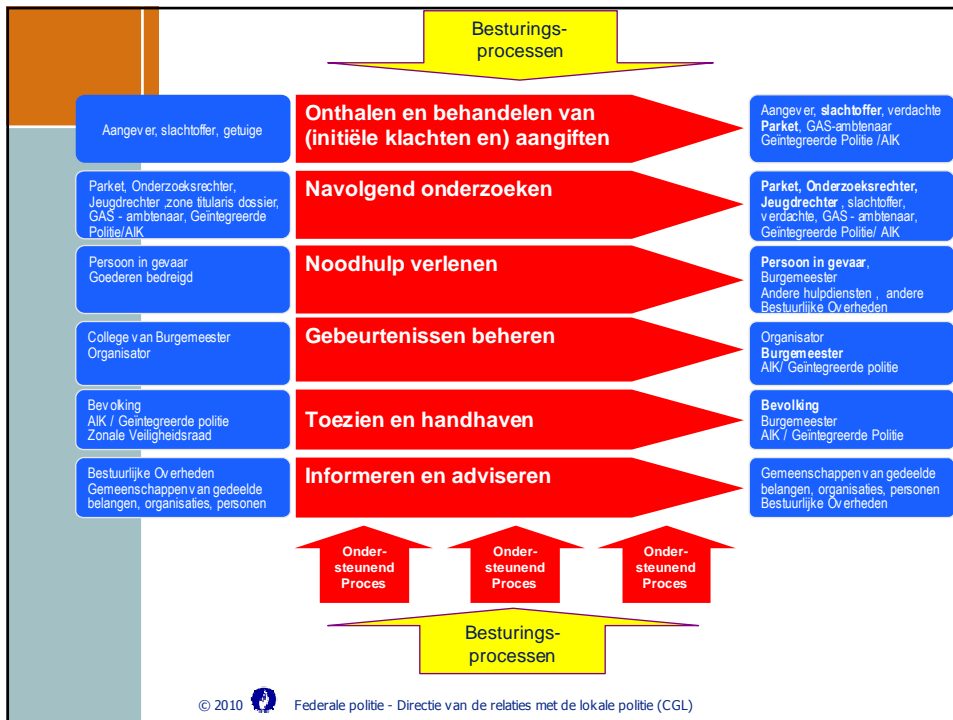 Besturings-
processen
Aangever, slachtoffer, getuige
Onthalen en behandelen van
(initiële klachten en) aangiften
Aangever, slachtoffer, verdachte
Parket, GAS-ambtenaar
Geïntegreerde Politie /AIK
Parket, Onderzoeksrechter,
Jeugdrechter ,zone titularis dossier,
GAS - ambtenaar, Geïntegreerde
Politie/AIK
Navolgend onderzoeken
Parket, Onderzoeksrechter,
Jeugdrechter , slachtoffer,
verdachte, GAS - ambtenaar,
Geïntegreerde Politie/ AIK
Persoon in gevaar
Goederen bedreigd
Noodhulp verlenen
Persoon in gevaar,
Burgemeester
Andere hulpdiensten , andere
Bestuurlijke Overheden
College van Burgemeester
Organisator
Gebeurtenissen beheren
Organisator
Burgemeester
AIK/ Geïntegreerde politie
Bevolking
AIK / Geïntegreerde politie
Zonale Veiligheidsraad
Toezien en handhaven
Bevolking
Burgemeester
AIK / Geïntegreerde Politie
Bestuurlijke Overheden
Gemeenschappen van gedeelde
belangen, organisaties, personen
Informeren en adviseren
Gemeenschappen van gedeelde
belangen, organisaties, personen
Bestuurlijke Overheden
Onder-
steunend
Proces
Onder-
steunend
Proces
Onder-
steunend
Proces
Besturings-
processen
© 2010 Federale politie - Directie van de relaties met de lokale politie (CGL)